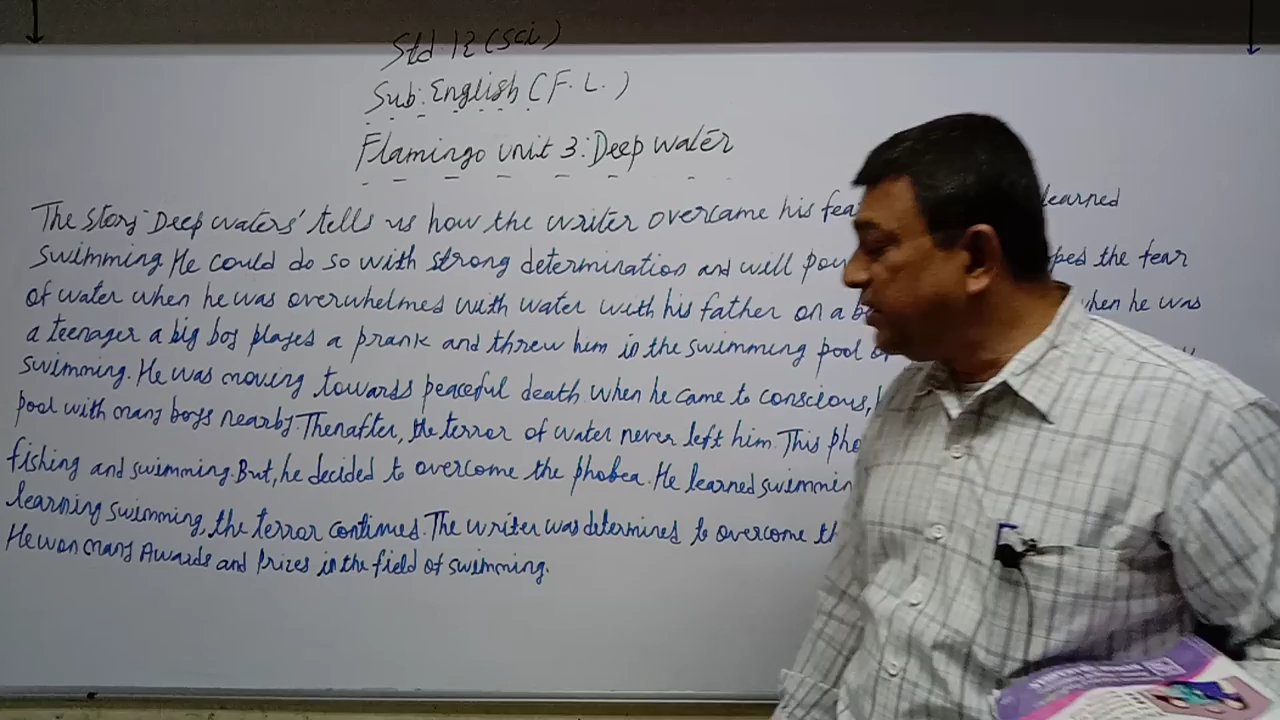 Std 12 (Sci)
Sub: English (F. L.)
Flamingo Unit 3: Deep water
The story 'Deep waters' tells us how the writer overcame his learned
swimming. He could do so with strong determination and will the fear
of water when he was overwhelmed with water with his father on a when he was
a teenager a big boy played a prank and threw him in the swimming pool
swimming. He was moving towards peaceful death when he came to conscious,
pool with many boys nearby. Thenafter, the terror of water never left him. This
fishing and swimming. But, he decided to overcome the phobea. He learned
learning swimming, the terror continued. The writer was determined to overcome
He won many Awards and Prizes in the field of swimming.